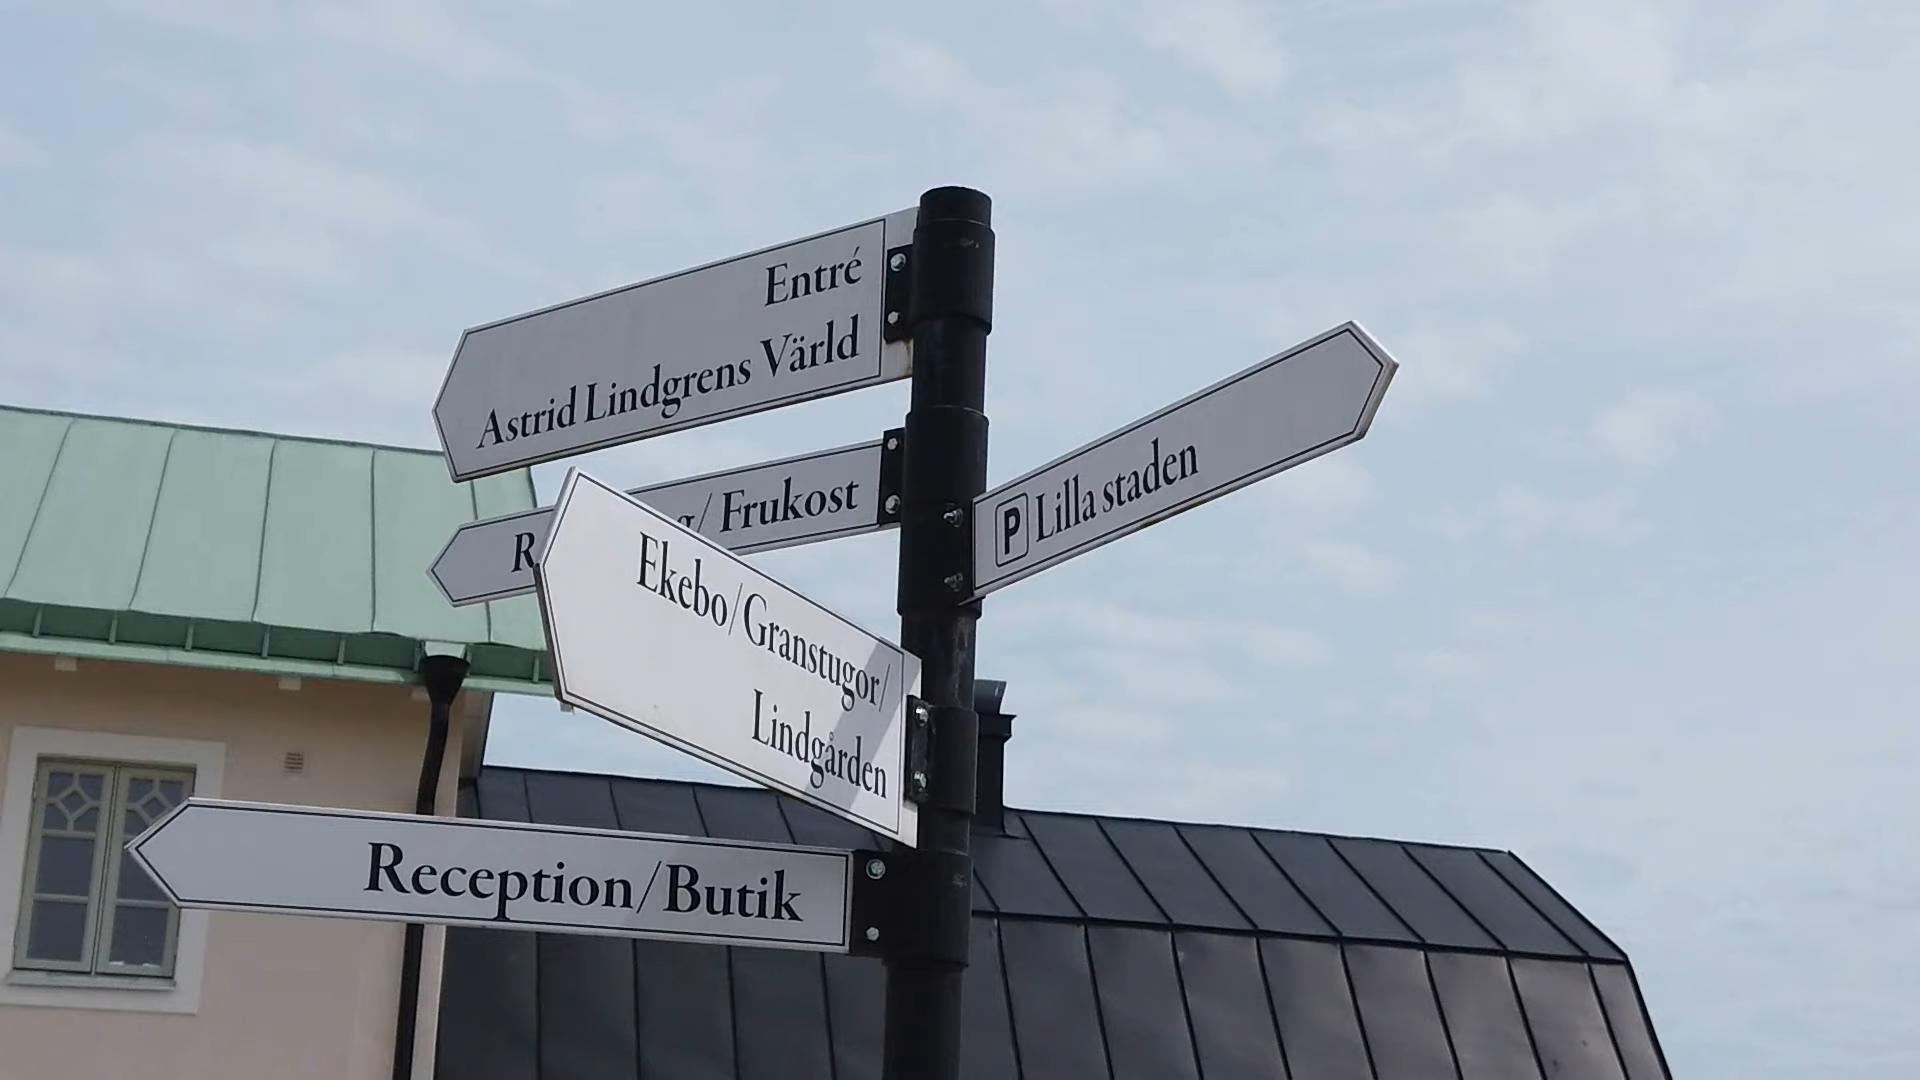 Entré
Astrid Lindgrens Värld
/ Frukost
P Lilla staden
Ekebo/Granstugor/
Lindgården
Reception/Butik